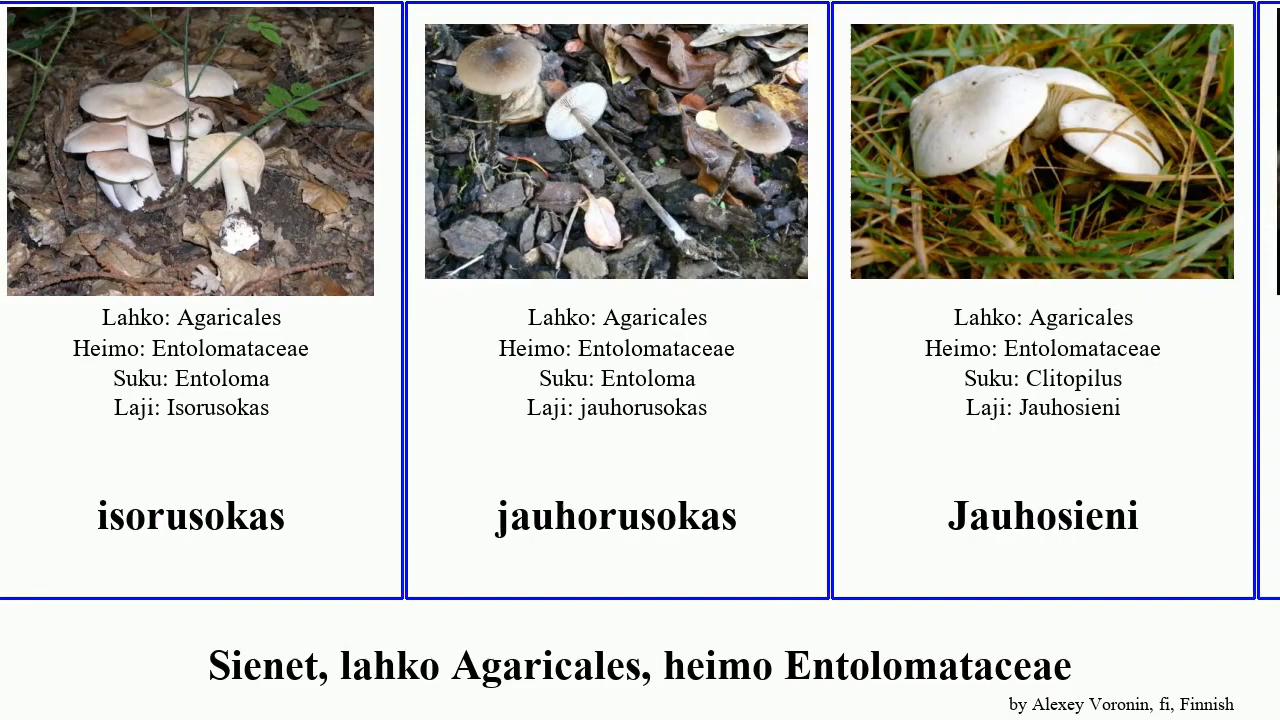 Lahko: Agaricales
Heimo: Entolomataceae
Suku: Entoloma
Laji: Isorusokas
isorusokas
Lahko: Agaricales
Heimo: Entolomataceae
Suku: Entoloma
Laji: jauhorusokas
jauhorusokas
Lahko: Agaricales
Heimo: Entolomataceae
Suku: Clitopilus
Laji: Jauhosieni
Jauhosieni
Sienet, lahko Agaricales, heimo Entolomataceae
by Alexey Voronin, fi, Finnish